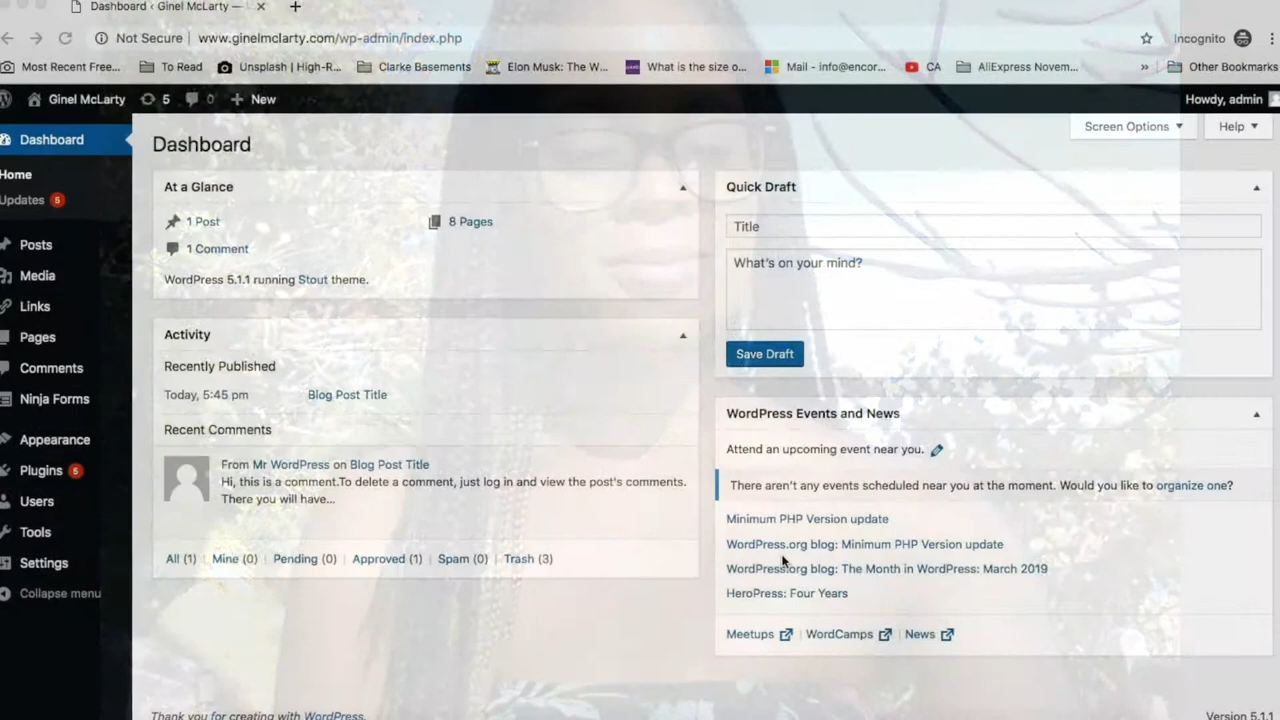 Dashboard ‹ Ginel McLarty —
Not Secure www.ginelmclarty.com/wp-admin/index.php Incognito
Most Recent Free... To Read Unsplash | High-R... Clarke Basements Elon Musk: The W... What is the size o... Mail - info@encor... CA AliExpress Novem... » Other Bookmarks
Ginel McLarty 5 0 + New Howdy, admin
Dashboard
Home
Updates 5
Posts
Media
Links
Pages
Comments
Ninja Forms
Appearance
Plugins 5
Users
Tools
Settings
Collapse menu
Screen Options Help
Dashboard
At a Glance
1 Post 8 Pages
1 Comment
WordPress 5.1.1 running Stout theme.
Activity
Recently Published
Today, 5:45 pm Blog Post Title
Recent Comments
From Mr WordPress on Blog Post Title
Hi, this is a comment.To delete a comment, just log in and view the post's comments.
There you will have...
All (1) | Mine (0) | Pending (0) | Approved (1) | Spam (0) | Trash (3)
Quick Draft
Title
What's on your mind?
Save Draft
WordPress Events and News
Attend an upcoming event near you.
There aren't any events scheduled near you at the moment. Would you like to organize one?
Minimum PHP Version update
WordPress.org blog: Minimum PHP Version update
WordPress.org blog: The Month in WordPress: March 2019
HeroPress: Four Years
Meetups | WordCamps | News
Thank you for creating with WordPress.
Version 5.1.1